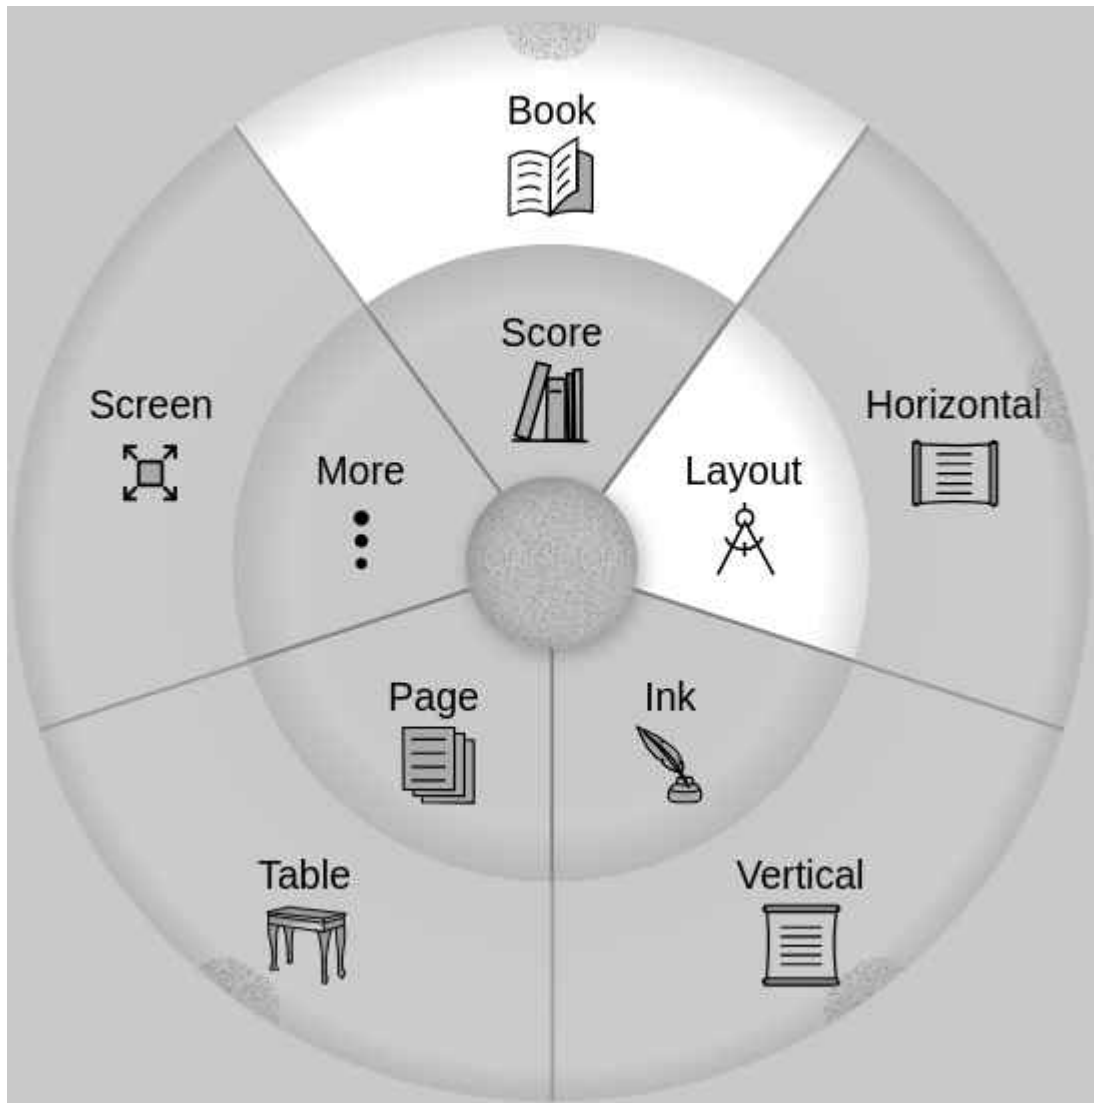 Book
Score
Screen
Horizontal
More
Layout
Page
Ink
Table
Vertical